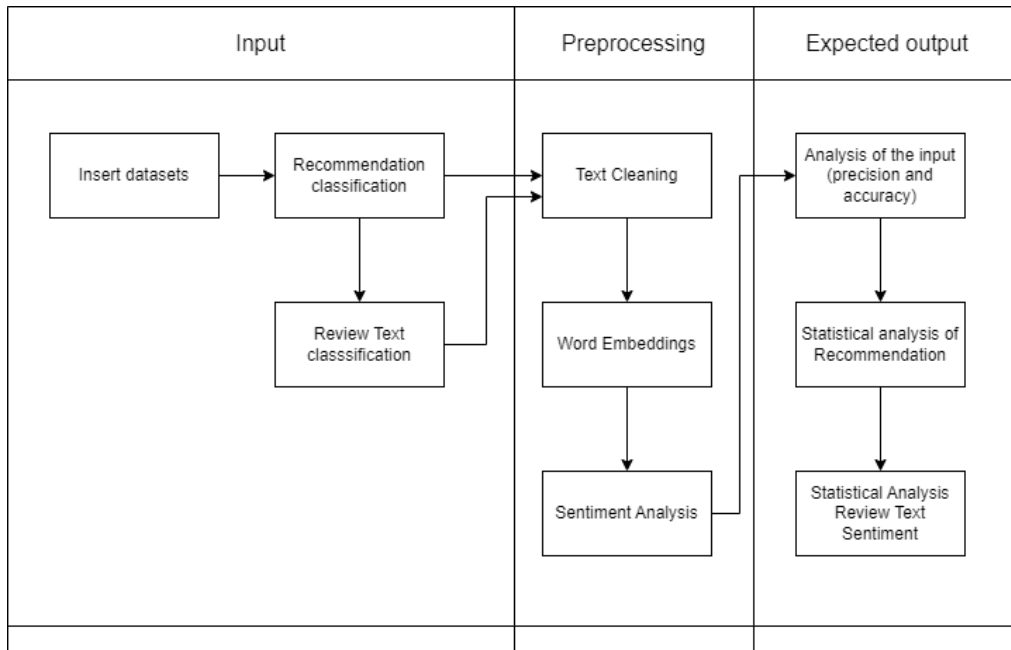 Input
Preprocessing
Expected output
Insert datasets
Recommendation
classification
Text Cleaning
Analysis of the input
(precision and
accuracy)
Review Text
classsification
Word Embeddings
Statistical analysis of
Recommendation
Sentiment Analysis
Statistical Analysis
Review Text
Sentiment